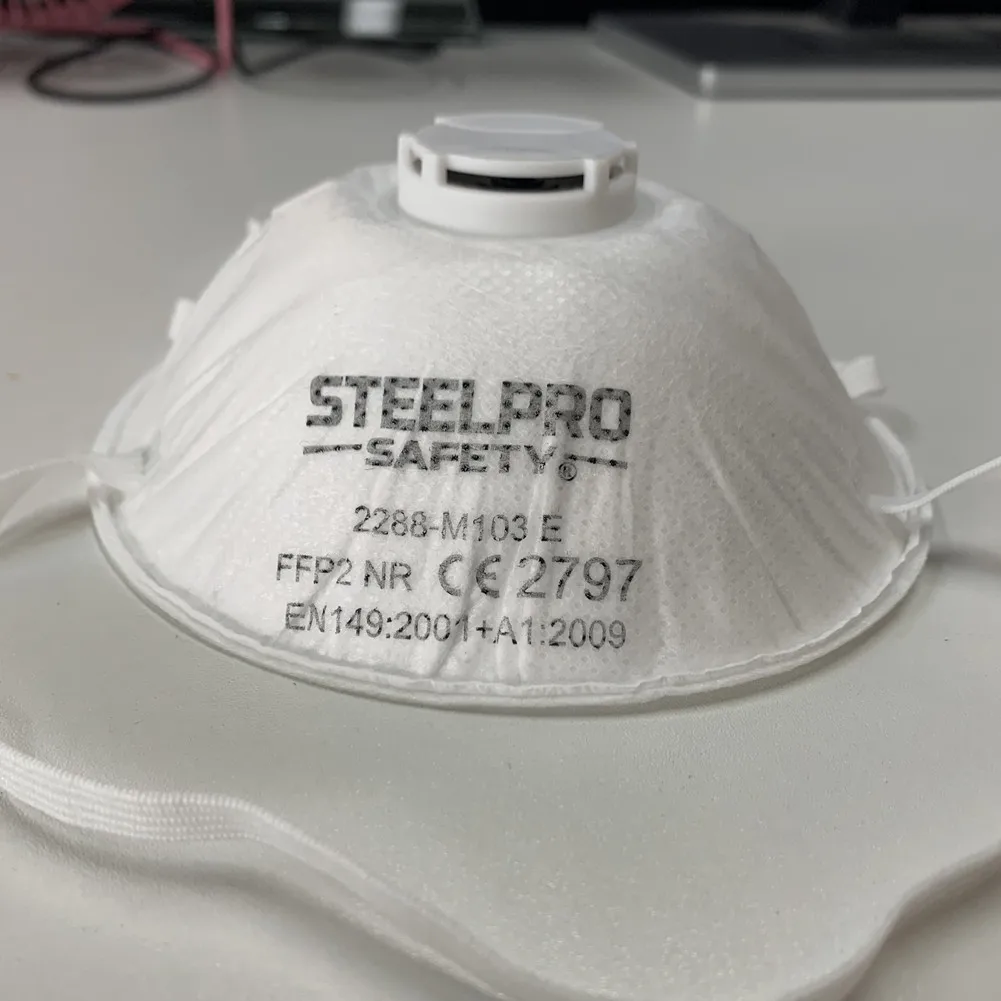 STEELPRO
SAFETY®
2288-M103 E
FFP2 NR CE 2797
EN149:2001+A1:2009